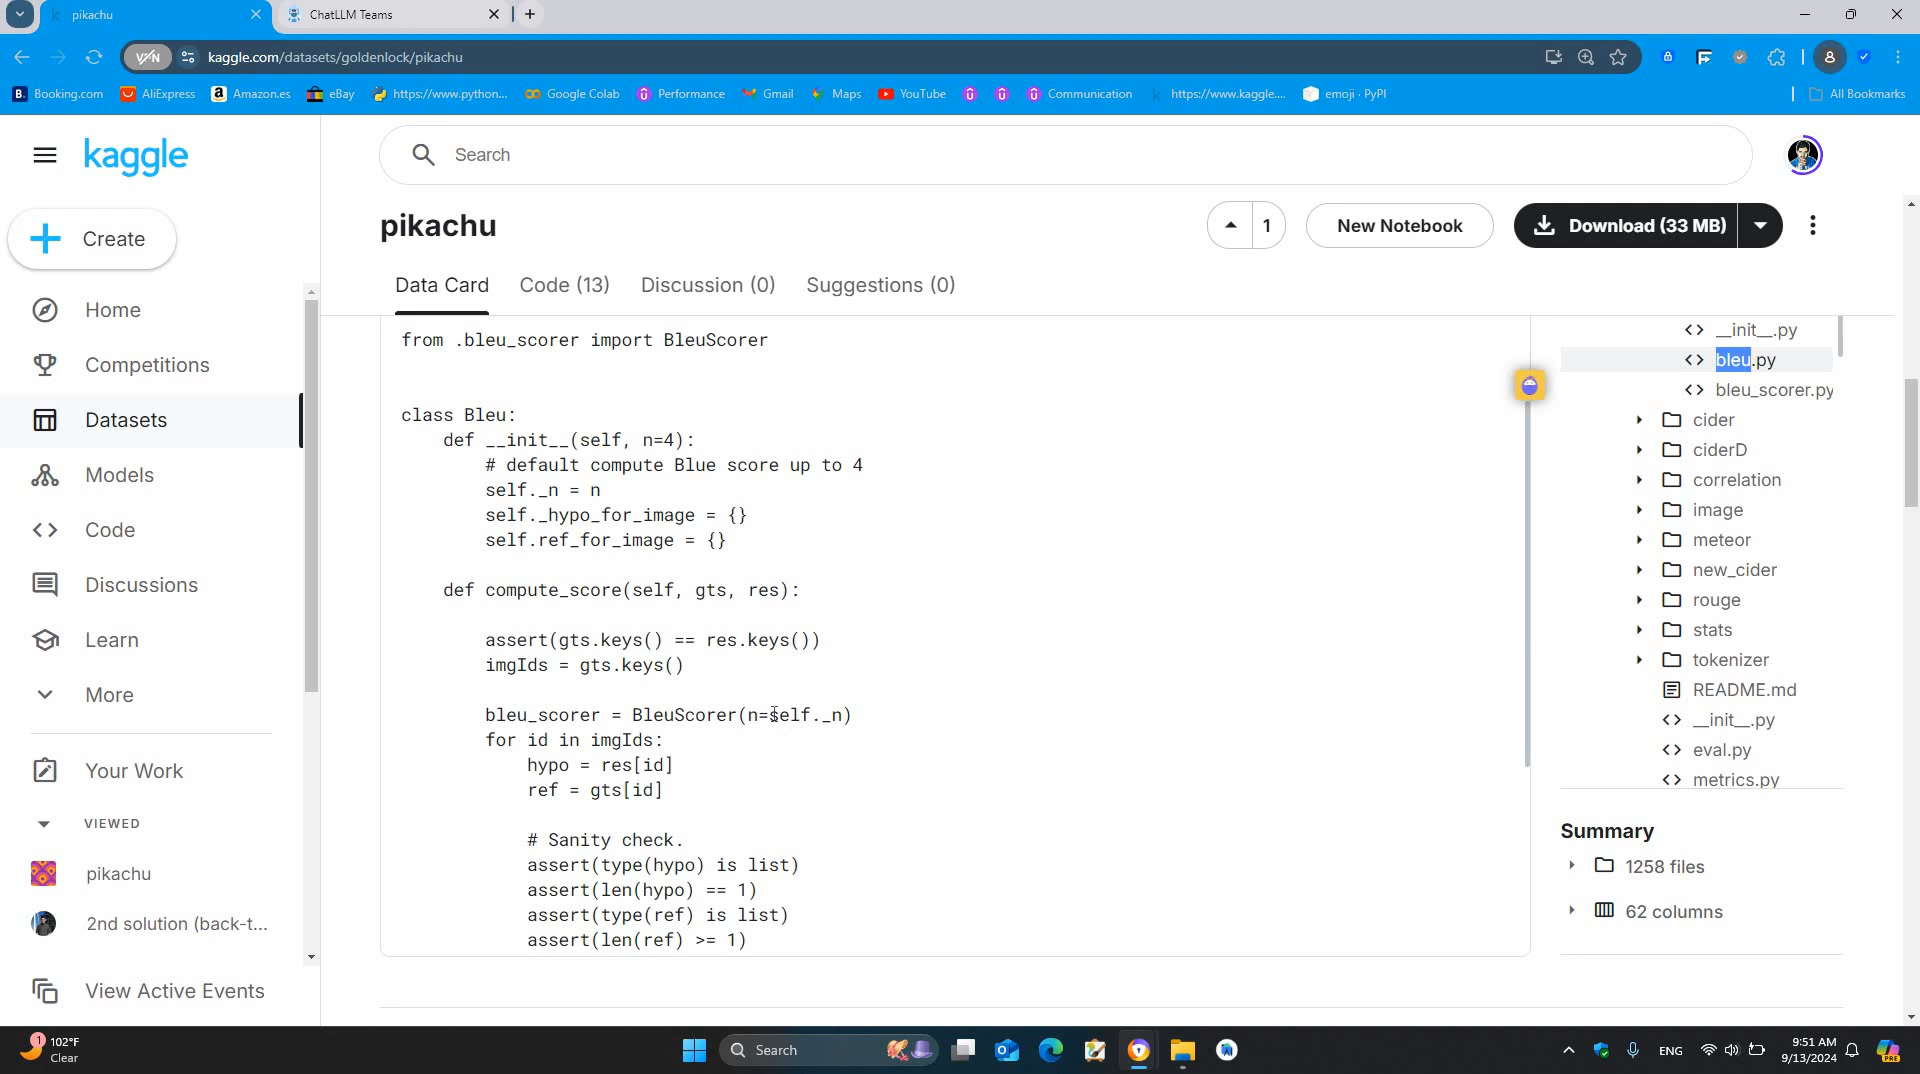 pikachu
ChatLLM Teams
VPN
kaggle.com/datasets/goldenlock/pikachu
8
B. Booking.com
AliExpress
Amazon.es
eBay
https://www.python...
Google Colab
Performance
Gmail
Maps
YouTube
Communication
https://www.kaggle....
emoji · PyPI
All Bookmarks
kaggle
Search
Create
pikachu
1
New Notebook
Download (33 MB)
Data Card
Code (13)
Discussion (0)
Suggestions (0)
Home
Competitions
Datasets
Models
Code
Discussions
Learn
More
Your Work
VIEWED
pikachu
2nd solution (back-t...
View Active Events
from .bleu_scorer import BleuScorer
class Bleu:
def __init__(self, n=4):
# default compute Blue score up to 4
self._n = n
self._hypo_for_image = {}
self.ref_for_image = {}
def compute_score(self, gts, res):
assert(gts.keys() == res.keys())
imgIds = gts.keys()
bleu_scorer = BleuScorer(n=self._n)
for id in imgIds:
hypo = res[id]
ref = gts[id]
# Sanity check.
assert(type(hypo) is list)
assert(len(hypo) == 1)
assert(type(ref) is list)
assert(len(ref) >= 1)
__init__.py
bleu.py
bleu_scorer.py
cider
ciderD
correlation
image
meteor
new_cider
rouge
stats
tokenizer
README.md
__init__.py
eval.py
metrics.py
Summary
1258 files
62 columns
1
102°F
Clear
Search
ENG
9:51 AM
9/13/2024
PRE